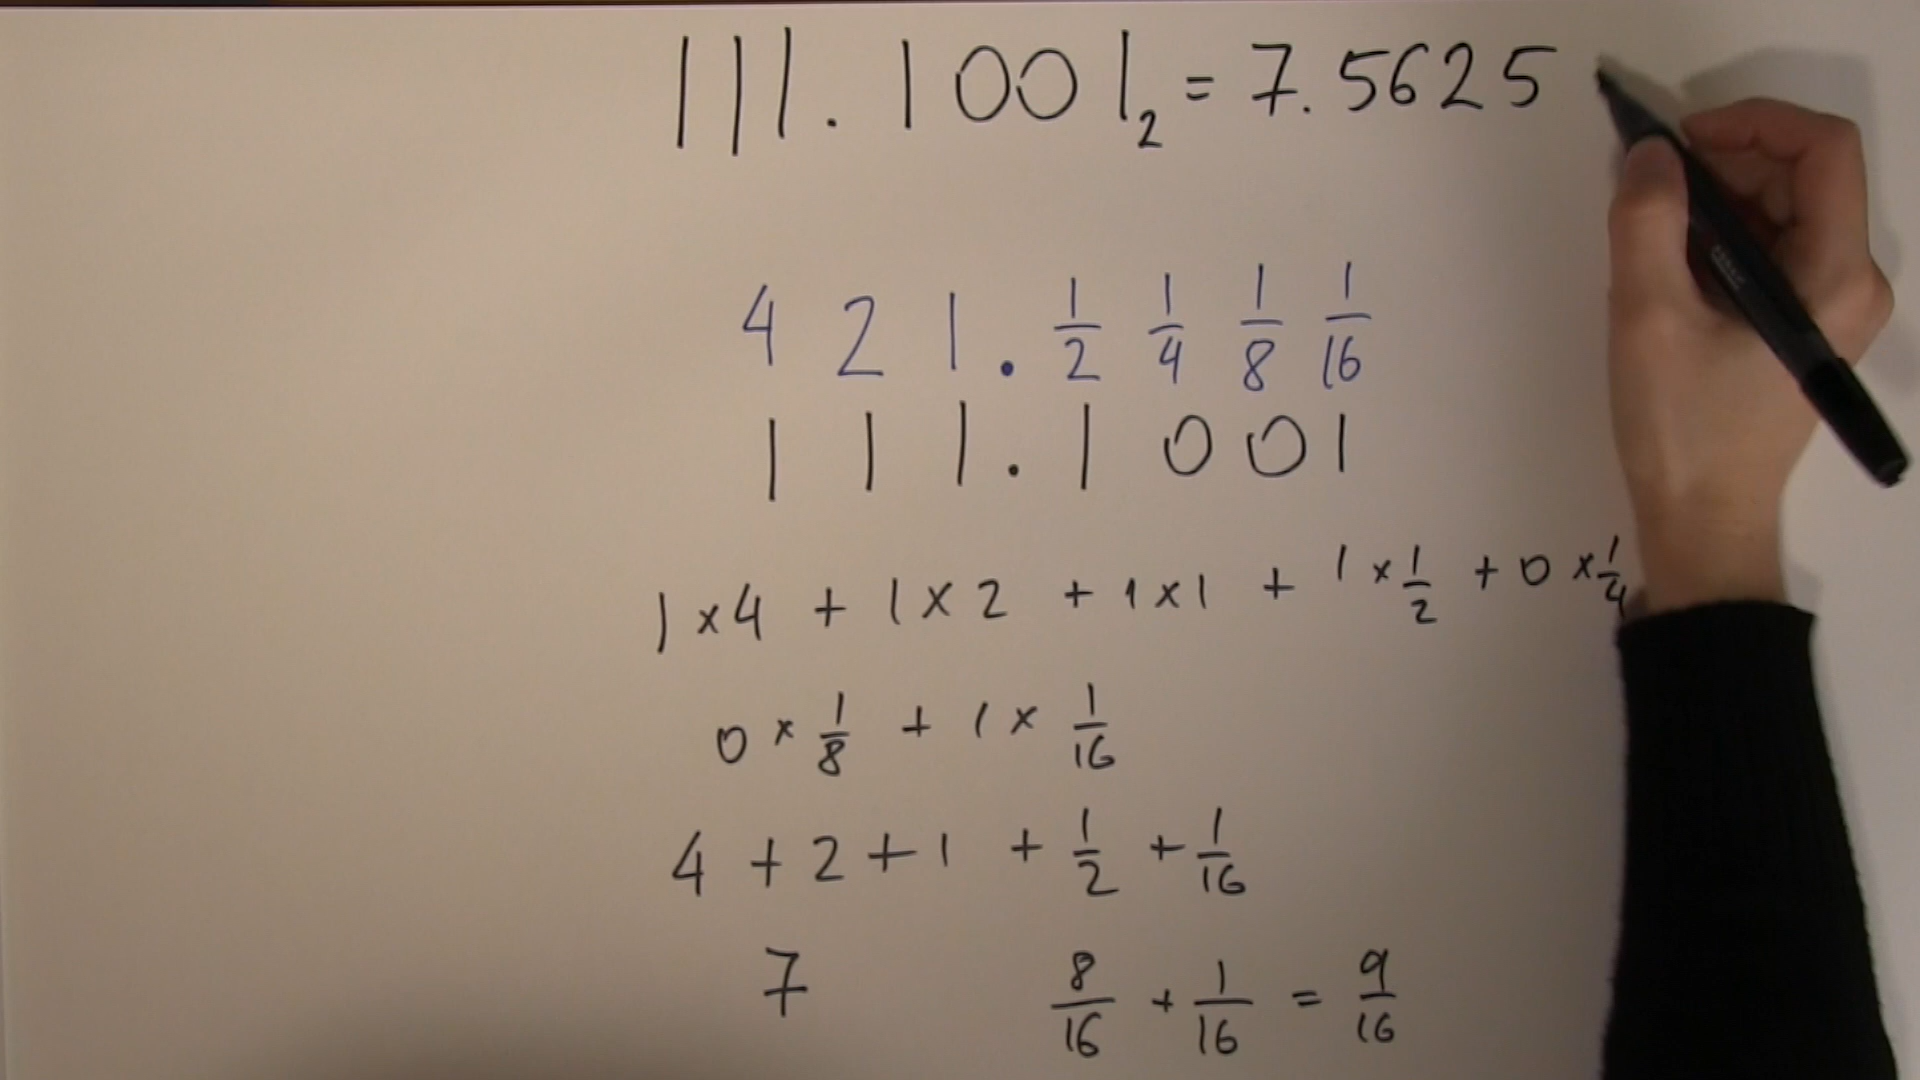 111.1001₂ = 7.5625
4 2 1 . 1/2 1/4 1/8 1/16
1 1 1 . 1 0 0 1
1 × 4 + 1 × 2 + 1 × 1 + 1 × 1/2 + 0 × 1/4
0 × 1/8 + 1 × 1/16
4 + 2 + 1 + 1/2 + 1/16
7 8/16 + 1/16 = 9/16